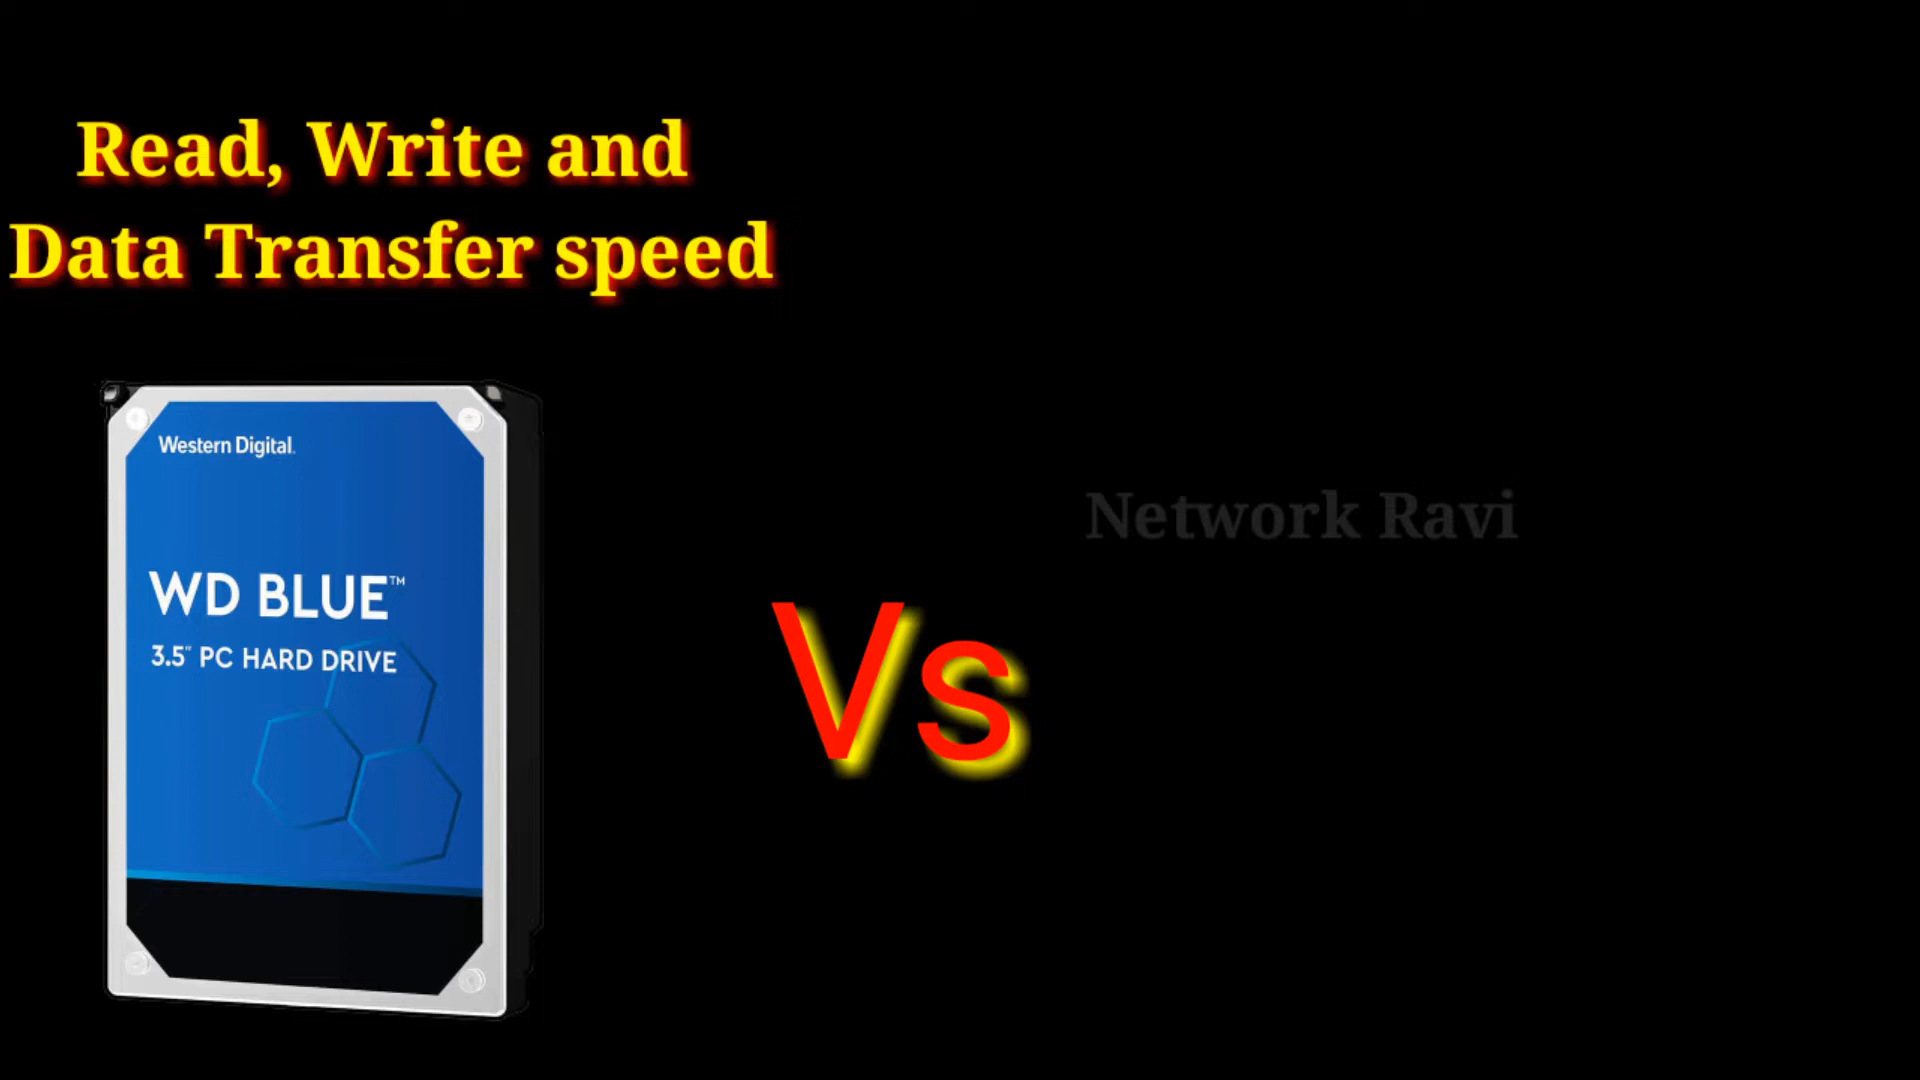 Read, Write and
Data Transfer speed
Western Digital.
WD BLUE™
3.5" PC HARD DRIVE
Network Ravi
Vs